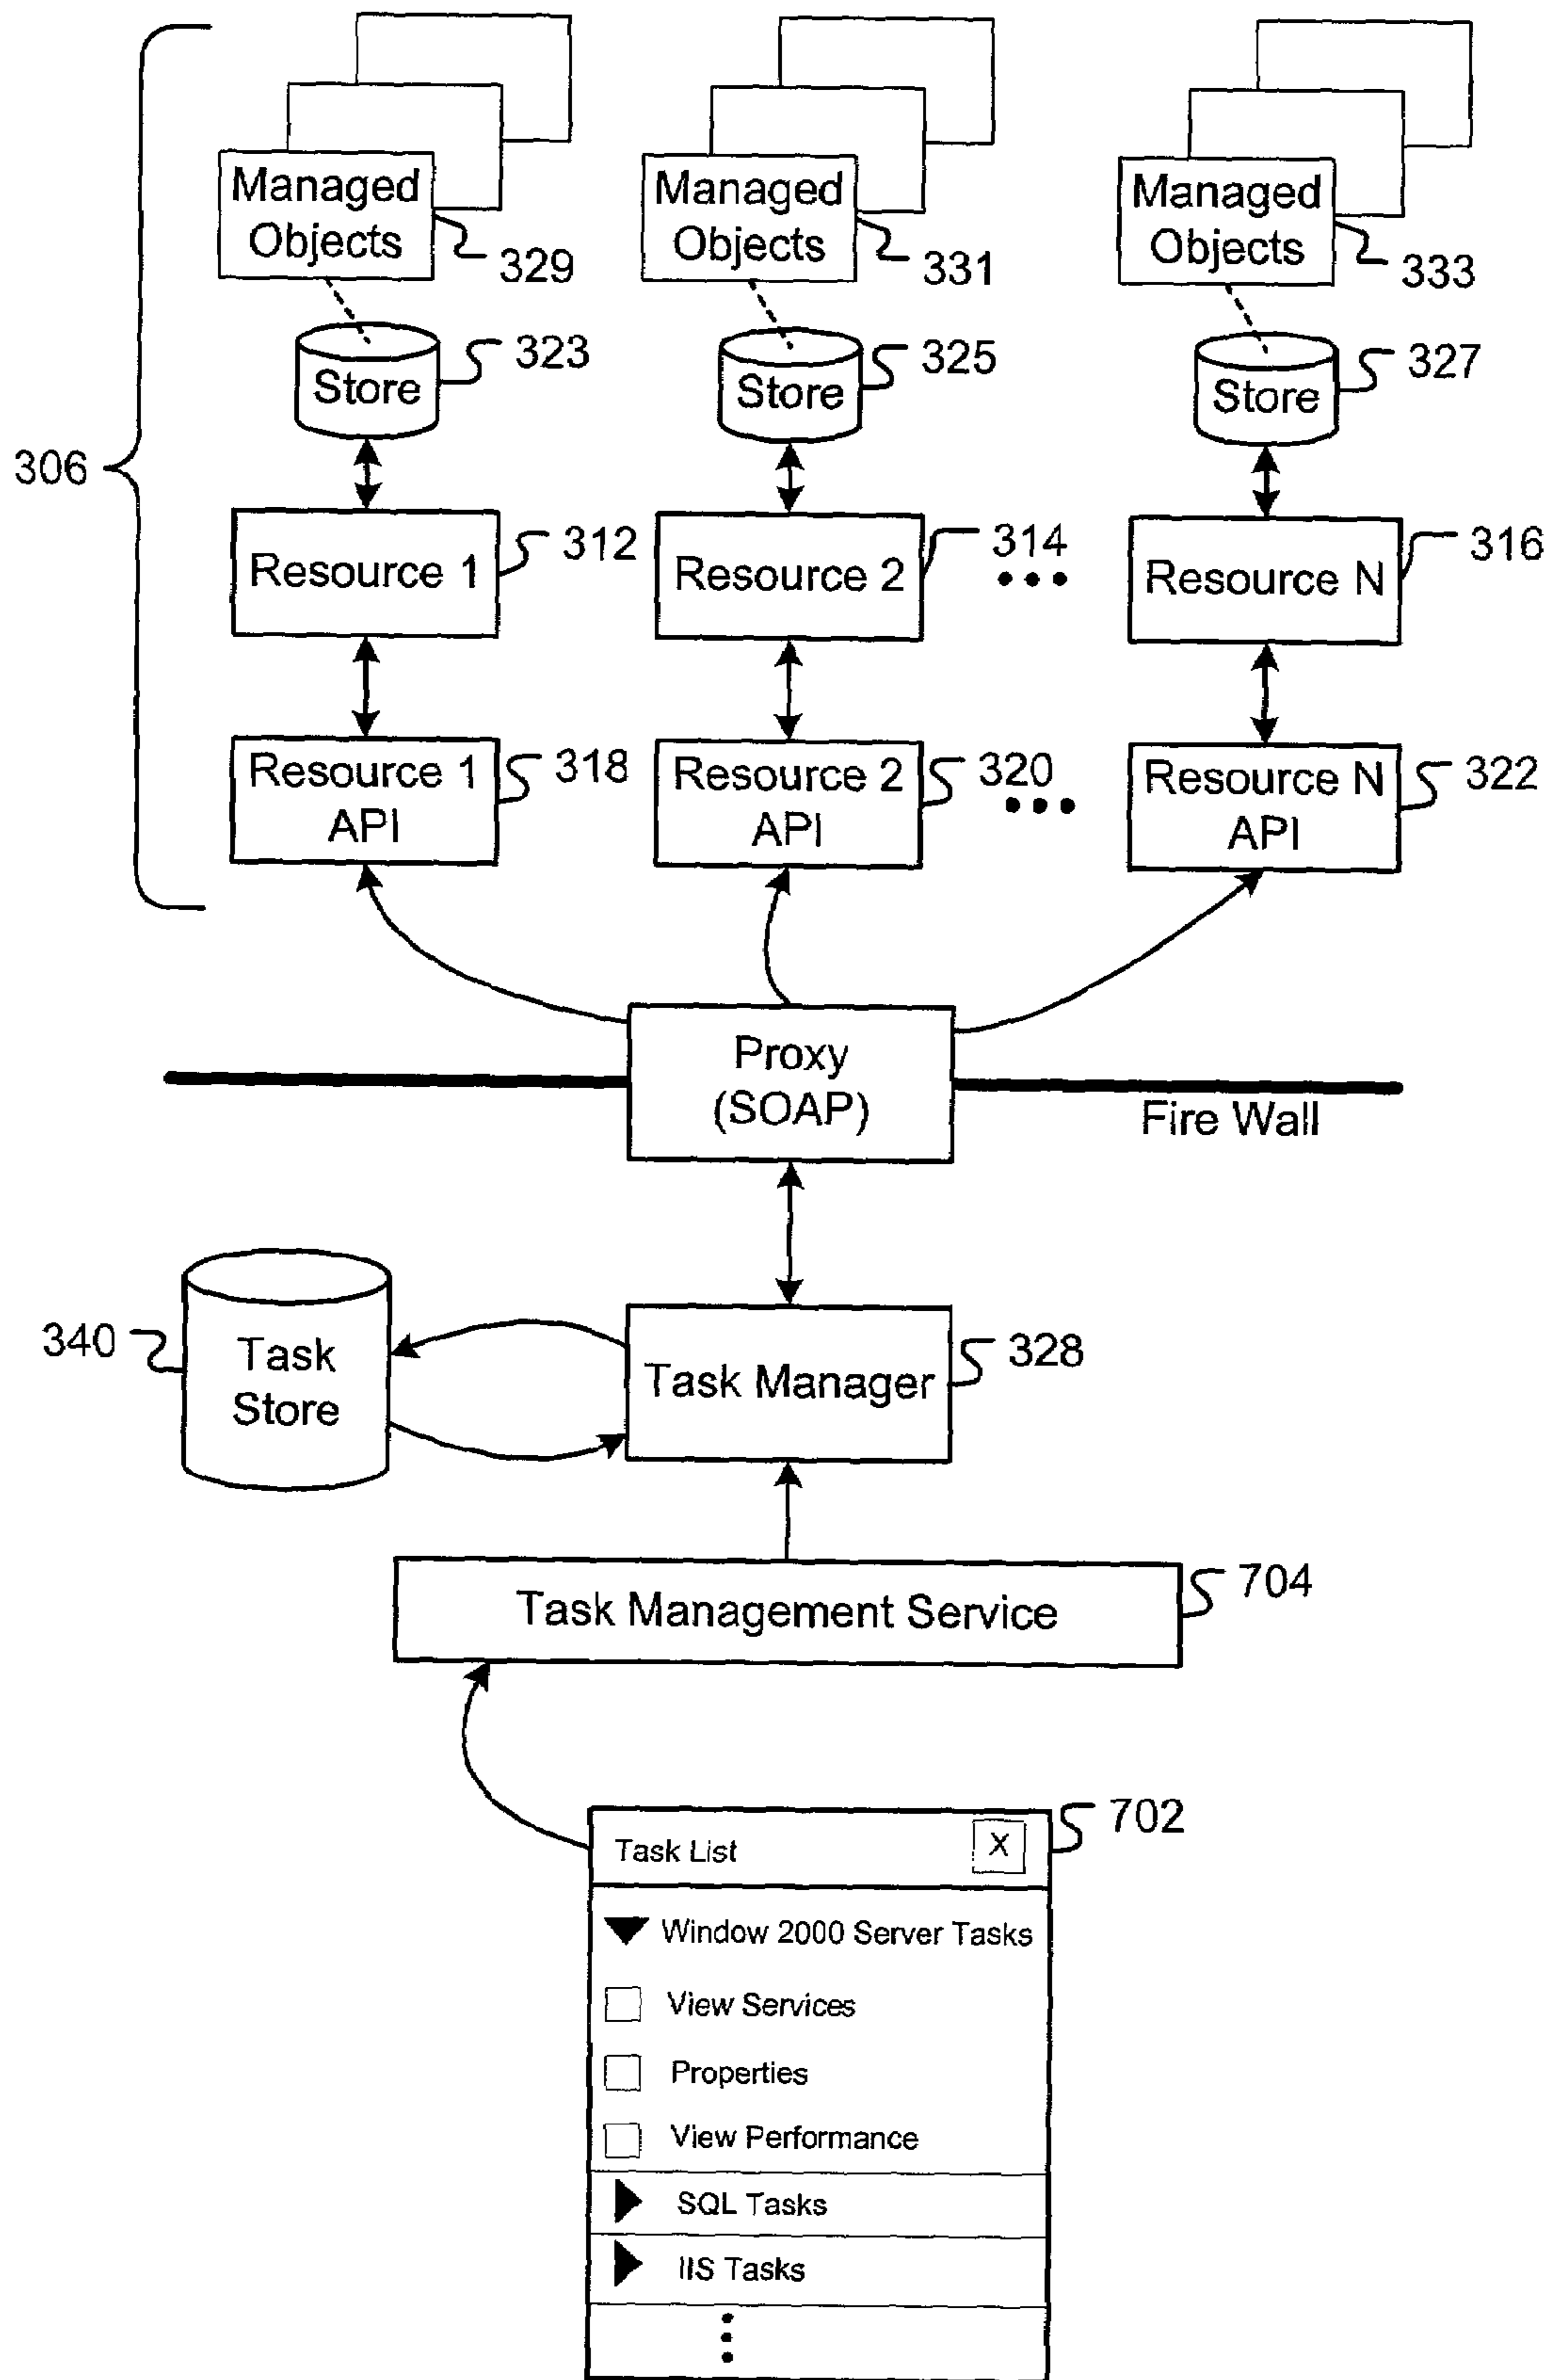 Managed
Objects
329
Managed
Objects
331
Managed
Objects
333
Store
323
Store
325
Store
327
306
Resource 1
312
Resource 2
314
Resource N
316
Resource 1
API
318
Resource 2
API
320
Resource N
API
322
Proxy
(SOAP)
Fire Wall
340
Task
Store
Task Manager
328
Task Management Service
704
Task List
X
702
Window 2000 Server Tasks
View Services
Properties
View Performance
SQL Tasks
IIS Tasks